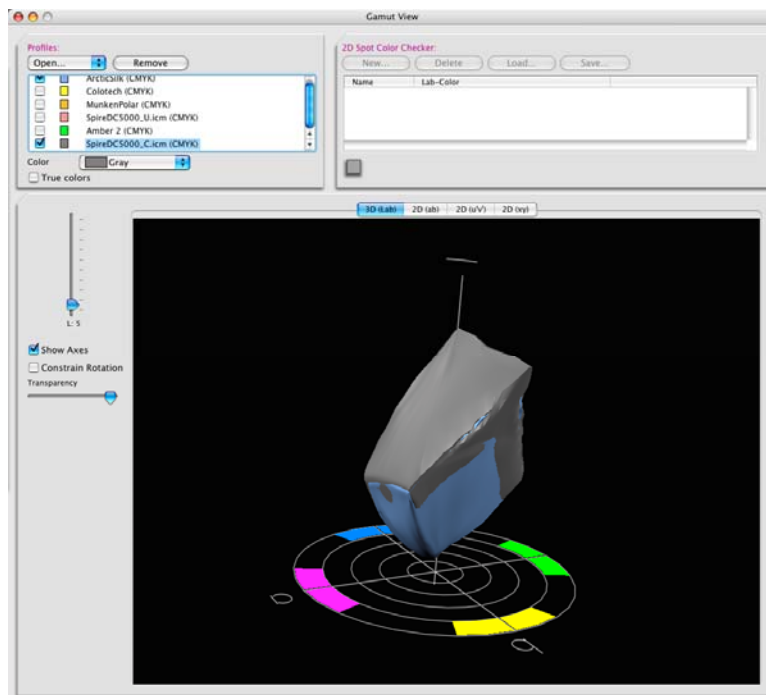 Gamut View
Profiles:
Open...
Remove
ArcticSilk (CMYK)
Colotech (CMYK)
MunkenPolar (CMYK)
SpireDC5000_U.icm (CMYK)
Amber 2 (CMYK)
SpireDC5000_C.icm (CMYK)
Color
Gray
True colors
2D Spot Color Checker:
New...
Delete
Load...
Save...
Name
Lab-Color
3D (Lab)
2D (ab)
2D (u'v')
2D (xy)
L: 5
Show Axes
Constrain Rotation
Transparency
l
a
b